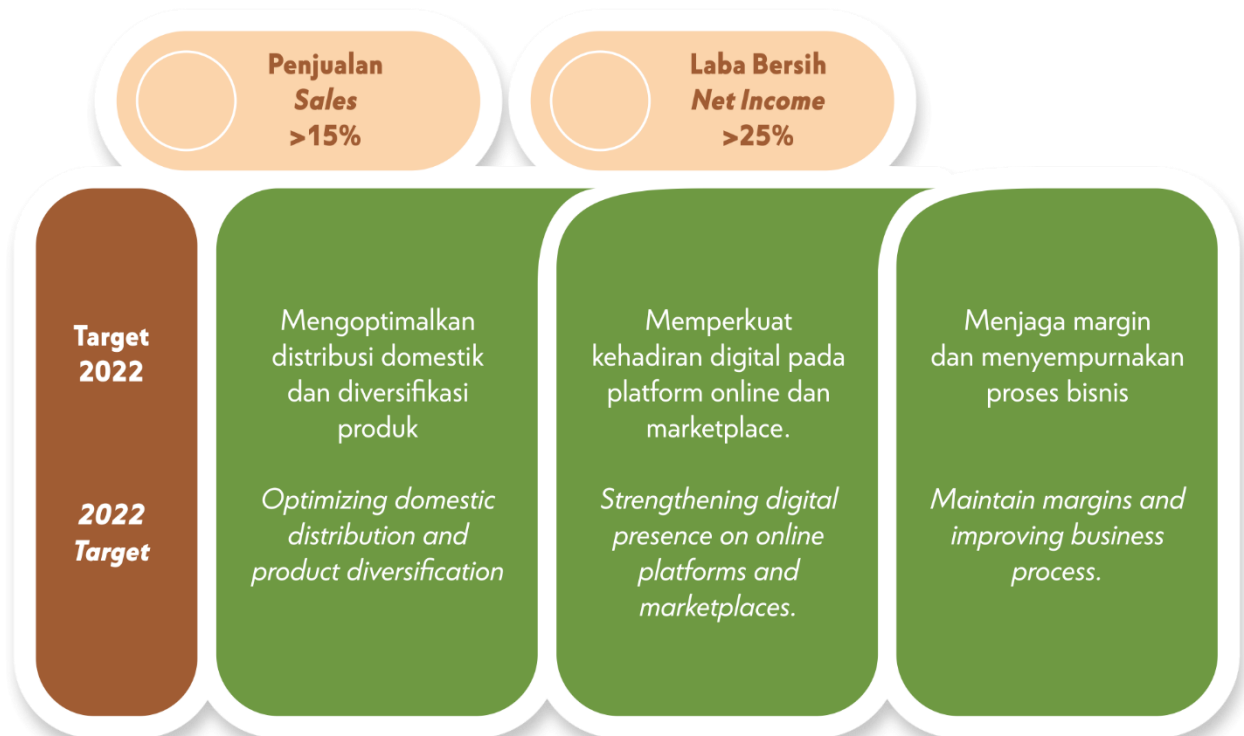 Penjualan
Sales
>15%
Laba Bersih
Net Income
>25%
Target
2022
2022
Target
Mengoptimalkan
distribusi domestik
dan diversifikasi
produk
Optimizing domestic
distribution and
product diversification
Memperkuat
kehadiran digital pada
platform online dan
marketplace.
Strengthening digital
presence on online
platforms and
marketplaces.
Menjaga margin
dan menyempurnakan
proses bisnis
Maintain margins and
improving business
process.